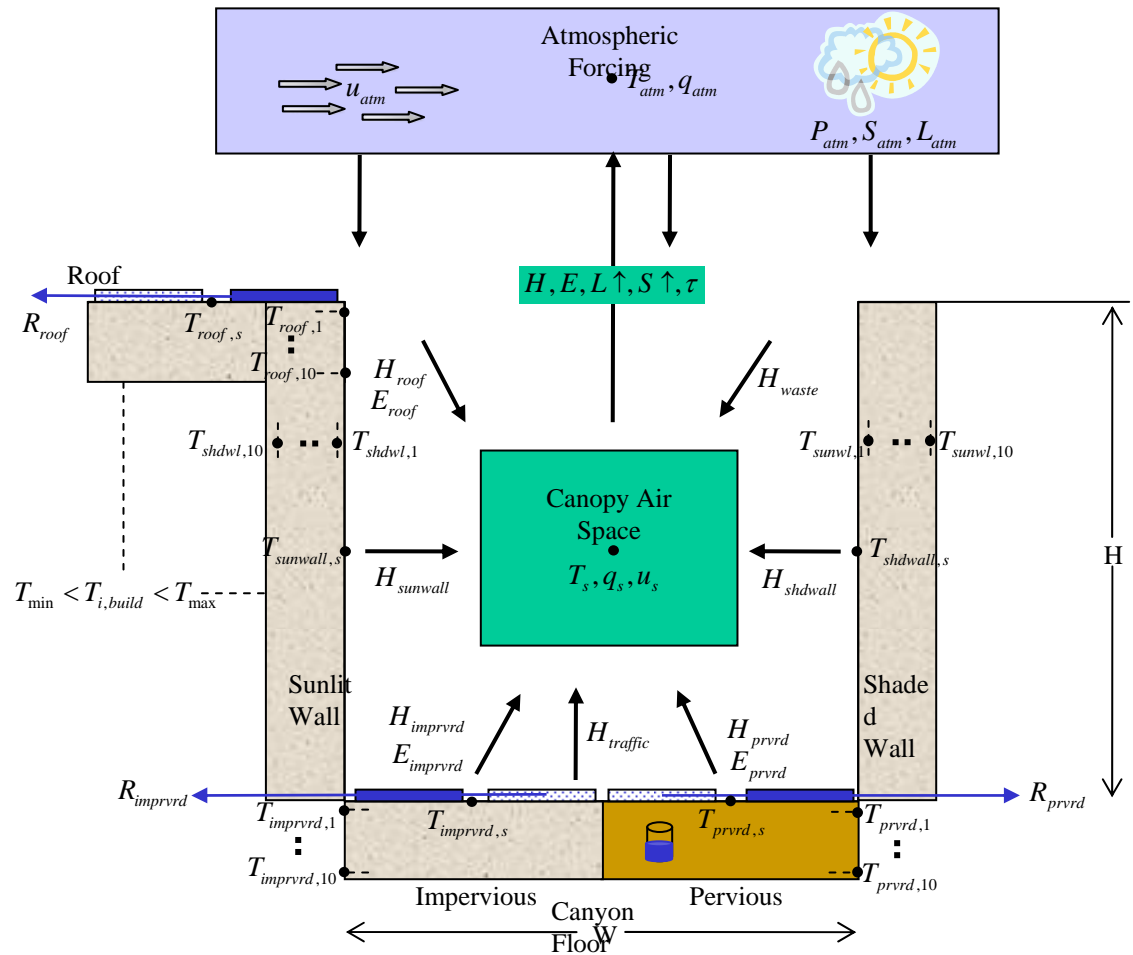 Atmospheric
Forcing
u_atm
T_atm, q_atm
P_atm, S_atm, L_atm
H, E, L ↑, S ↑, τ
Roof
R_roof
T_roof,s
T_roof,1
T_roof,10
H_roof
E_roof
H_waste
T_shdwl,10
T_shdwl,1
T_sunwl,1
T_sunwl,10
Canopy Air
Space
T_s, q_s, u_s
T_sunwall,s
H_sunwall
H_shdwall
T_shdwall,s
H
T_min < T_i,build < T_max
Sunlit
Wall
Shade
d
Wall
H_imprvrd
E_imprvrd
H_traffic
H_prvrd
E_prvrd
R_imprvrd
R_prvrd
T_imprvrd,1
T_imprvrd,s
T_prvrd,s
T_prvrd,1
T_imprvrd,10
T_prvrd,10
Impervious
Pervious
Canyon
W
Floor